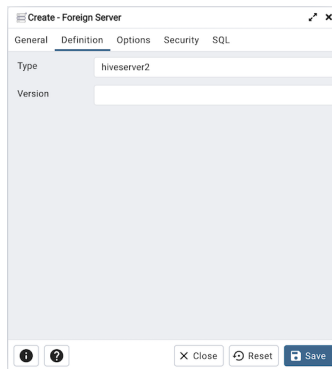 Create - Foreign Server
General Definition Options Security SQL
Type hiveserver2
Version
Close Reset Save